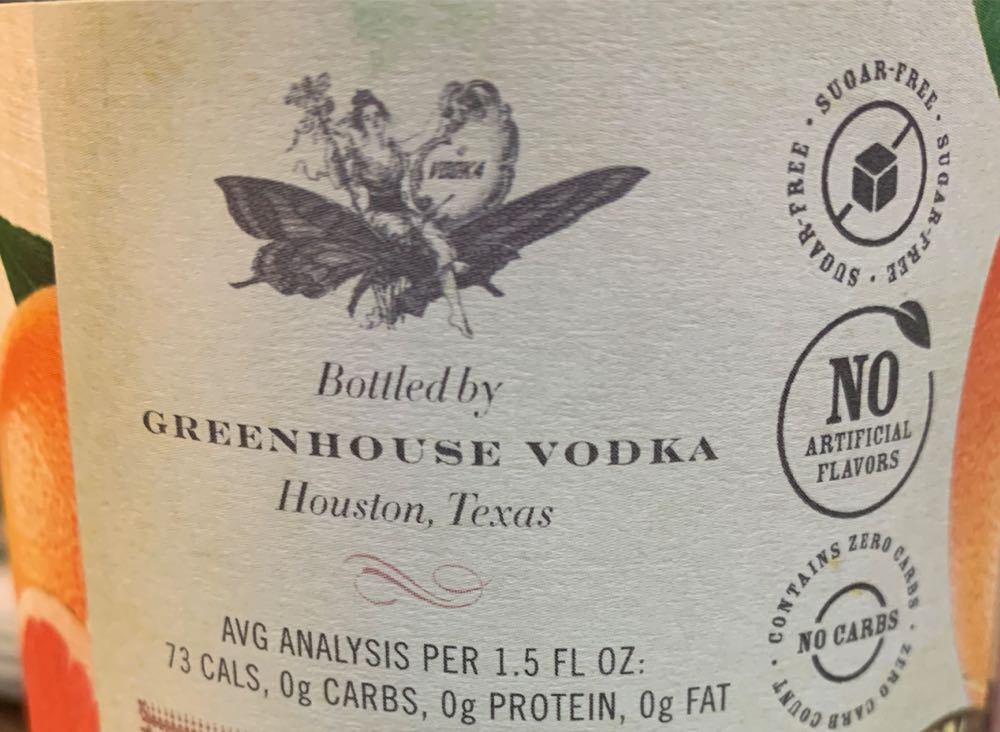 VODKA
Bottled by
GREENHOUSE VODKA
Houston, Texas
AVG ANALYSIS PER 1.5 FL OZ:
73 CALS, 0g CARBS, 0g PROTEIN, 0g FAT
SUGAR-FREE · SUGAR-FREE · SUGAR-FREE · SUGAR-FREE ·
NO
ARTIFICIAL
FLAVORS
CONTAINS ZERO CARBS · ZERO CARB COUNT ·
NO CARBS